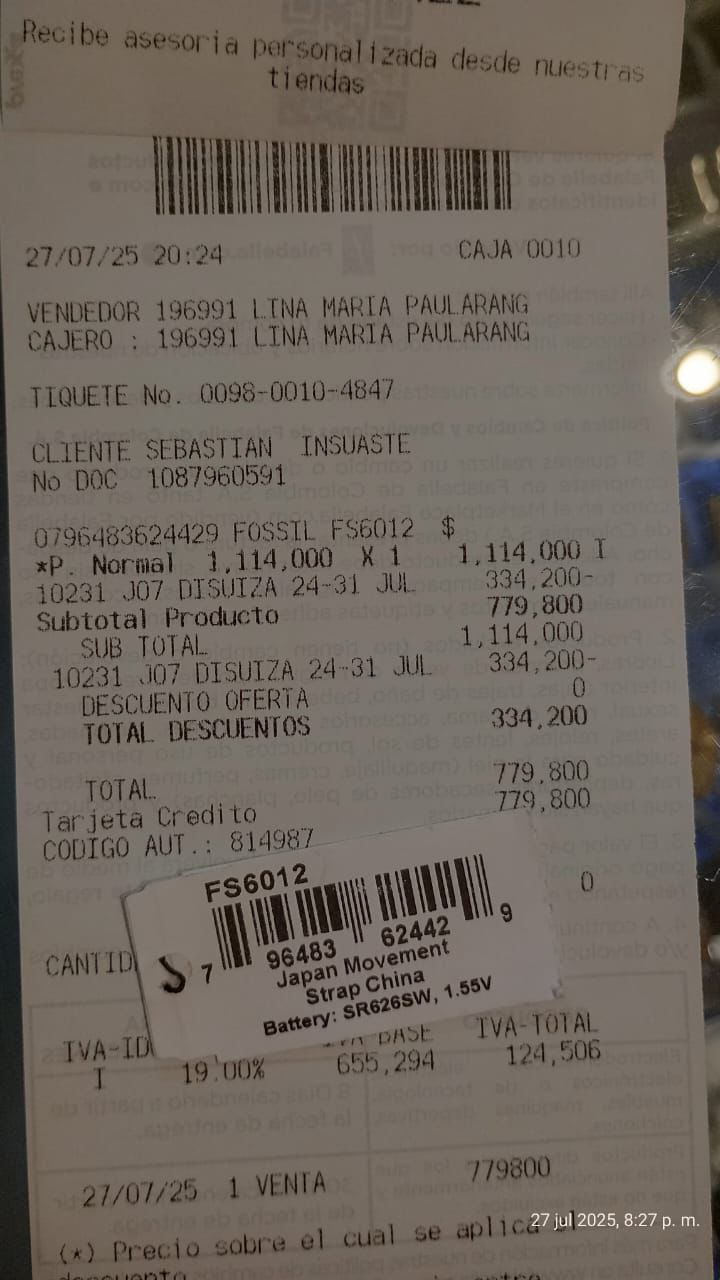 Recibe asesoria personalizada desde nuestras
tiendas
27/07/25 20:24 CAJA 0010
VENDEDOR 196991 LINA MARIA PAULARANG
CAJERO : 196991 LINA MARIA PAULARANG
TIQUETE No. 0098-0010-4847
CLIENTE SEBASTIAN INSUASTE
No DOC 1087960591
0796483624429 FOSSIL FS6012 $
*P. Normal 1,114,000 X 1 1,114,000 I
10231 J07 DISUIZA 24-31 JUL 334,200-
Subtotal Producto 779,800
SUB TOTAL 1,114,000
10231 J07 DISUIZA 24-31 JUL 334,200-
DESCUENTO OFERTA 0
TOTAL DESCUENTOS 334,200
TOTAL 779,800
Tarjeta Credito 779,800
CODIGO AUT.: 814987
0
FS6012
7 96483 62442 9
Japan Movement
Strap China
Battery: SR626SW, 1.55V
CANTID
IVA-ID BASE IVA-TOTAL
I 19.00% 655,294 124,506
27/07/25 1 VENTA 779800
(*) Precio sobre el cual se aplica el
27 jul 2025, 8:27 p. m.